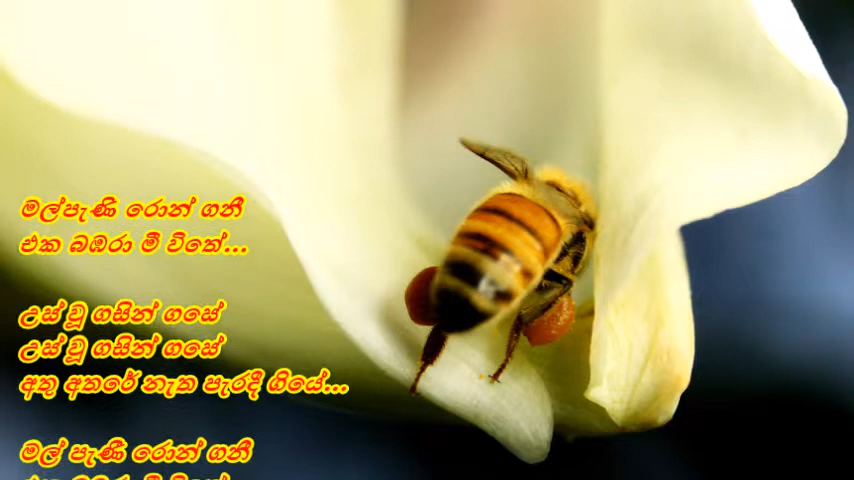 මල්පැණි රොන් ගනී
එක බඹරා මී විතේ...
උස් වූ ගසින් ගසේ
උස් වූ ගසින් ගසේ
අතු අතරේ නැත පැරදී ගියේ...
මල් පැණී රොන් ගනී